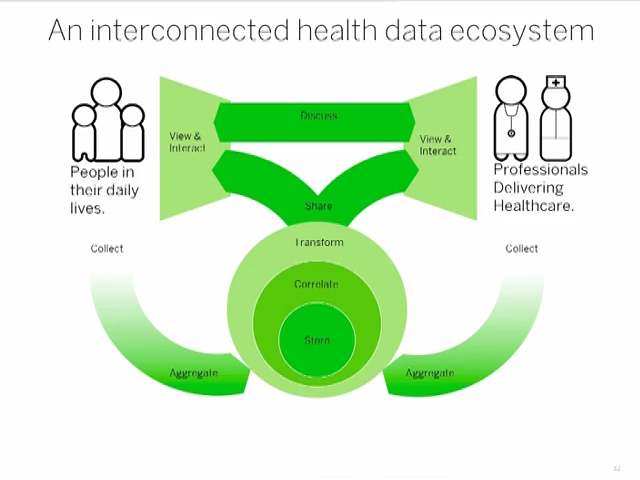 An interconnected health data ecosystem
Discuss
View &
Interact
View &
Interact
People in
their daily
lives.
Professionals
Delivering
Healthcare.
Share
Transform
Collect
Collect
Correlate
Store
Aggregate
Aggregate